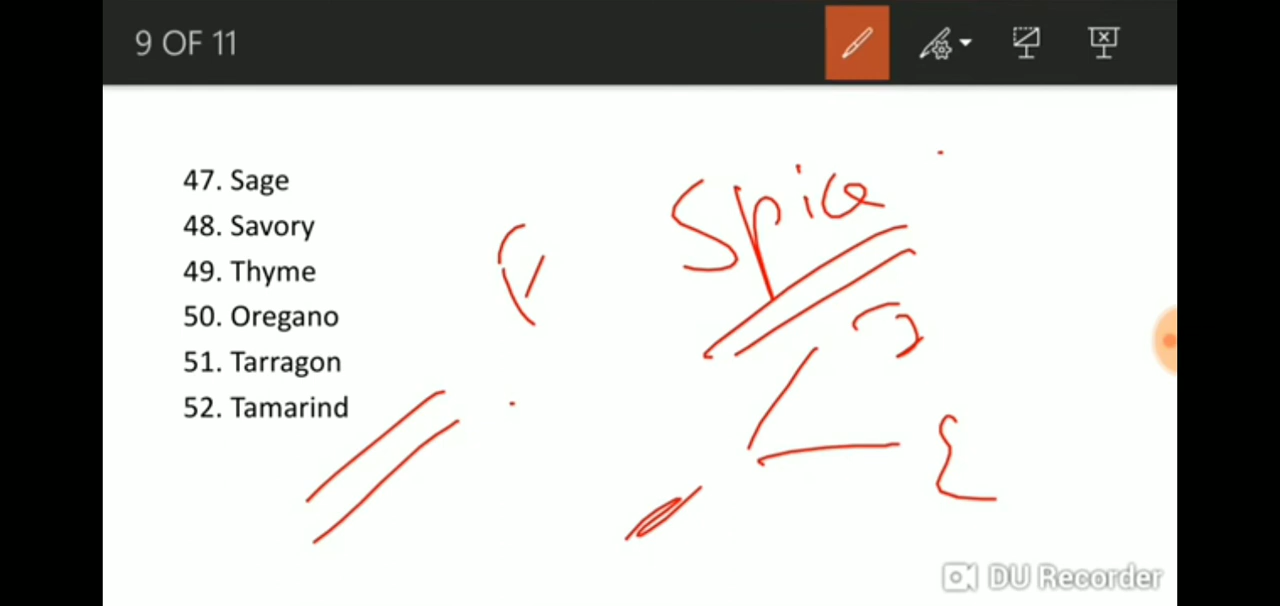 9 OF 11
Spice
47. Sage
48. Savory
49. Thyme
50. Oregano
51. Tarragon
52. Tamarind
DU Recorder